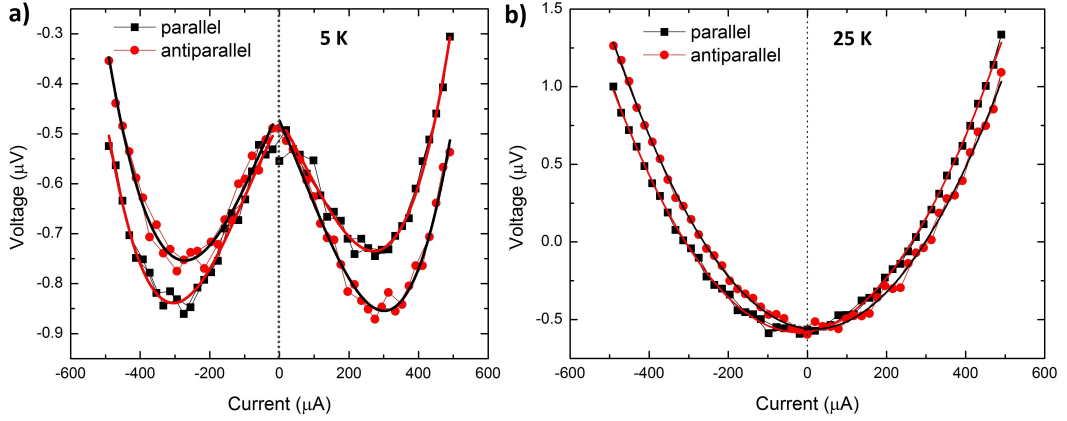 a)
5 K
parallel
antiparallel
Voltage (μV)
-0.3
-0.4
-0.5
-0.6
-0.7
-0.8
-0.9
-600 -400 -200 0 200 400 600
Current (μA)
b)
25 K
parallel
antiparallel
Voltage (μV)
1.5
1.0
0.5
0.0
-0.5
-600 -400 -200 0 200 400 600
Current (μA)